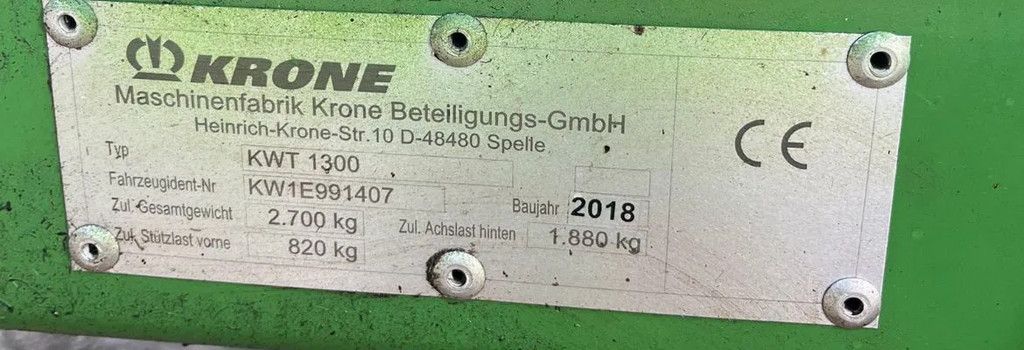 KRONE
Maschinenfabrik Krone Beteiligungs-GmbH
Heinrich-Krone-Str.10 D-48480 Spelle
Typ KWT 1300
Fahrzeugident-Nr KW1E991407 Baujahr 2018
Zul. Gesamtgewicht 2.700 kg Zul. Achslast hinten 1.880 kg
Zul. Stützlast vorne 820 kg
CE